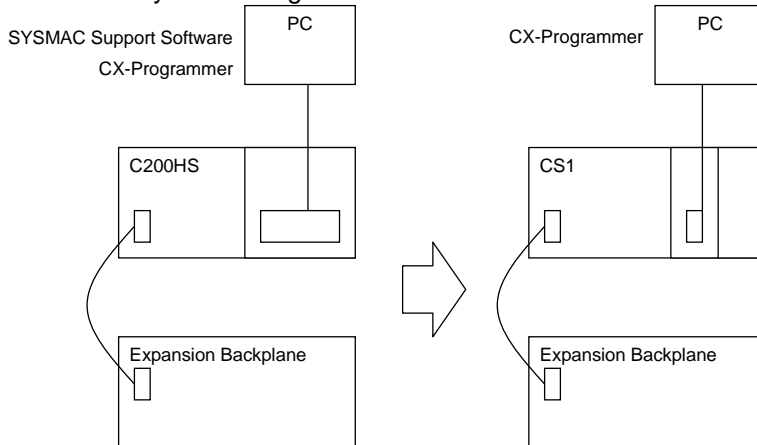 PC
SYSMAC Support Software
CX-Programmer
C200HS
Expansion Backplane
PC
CX-Programmer
CS1
Expansion Backplane